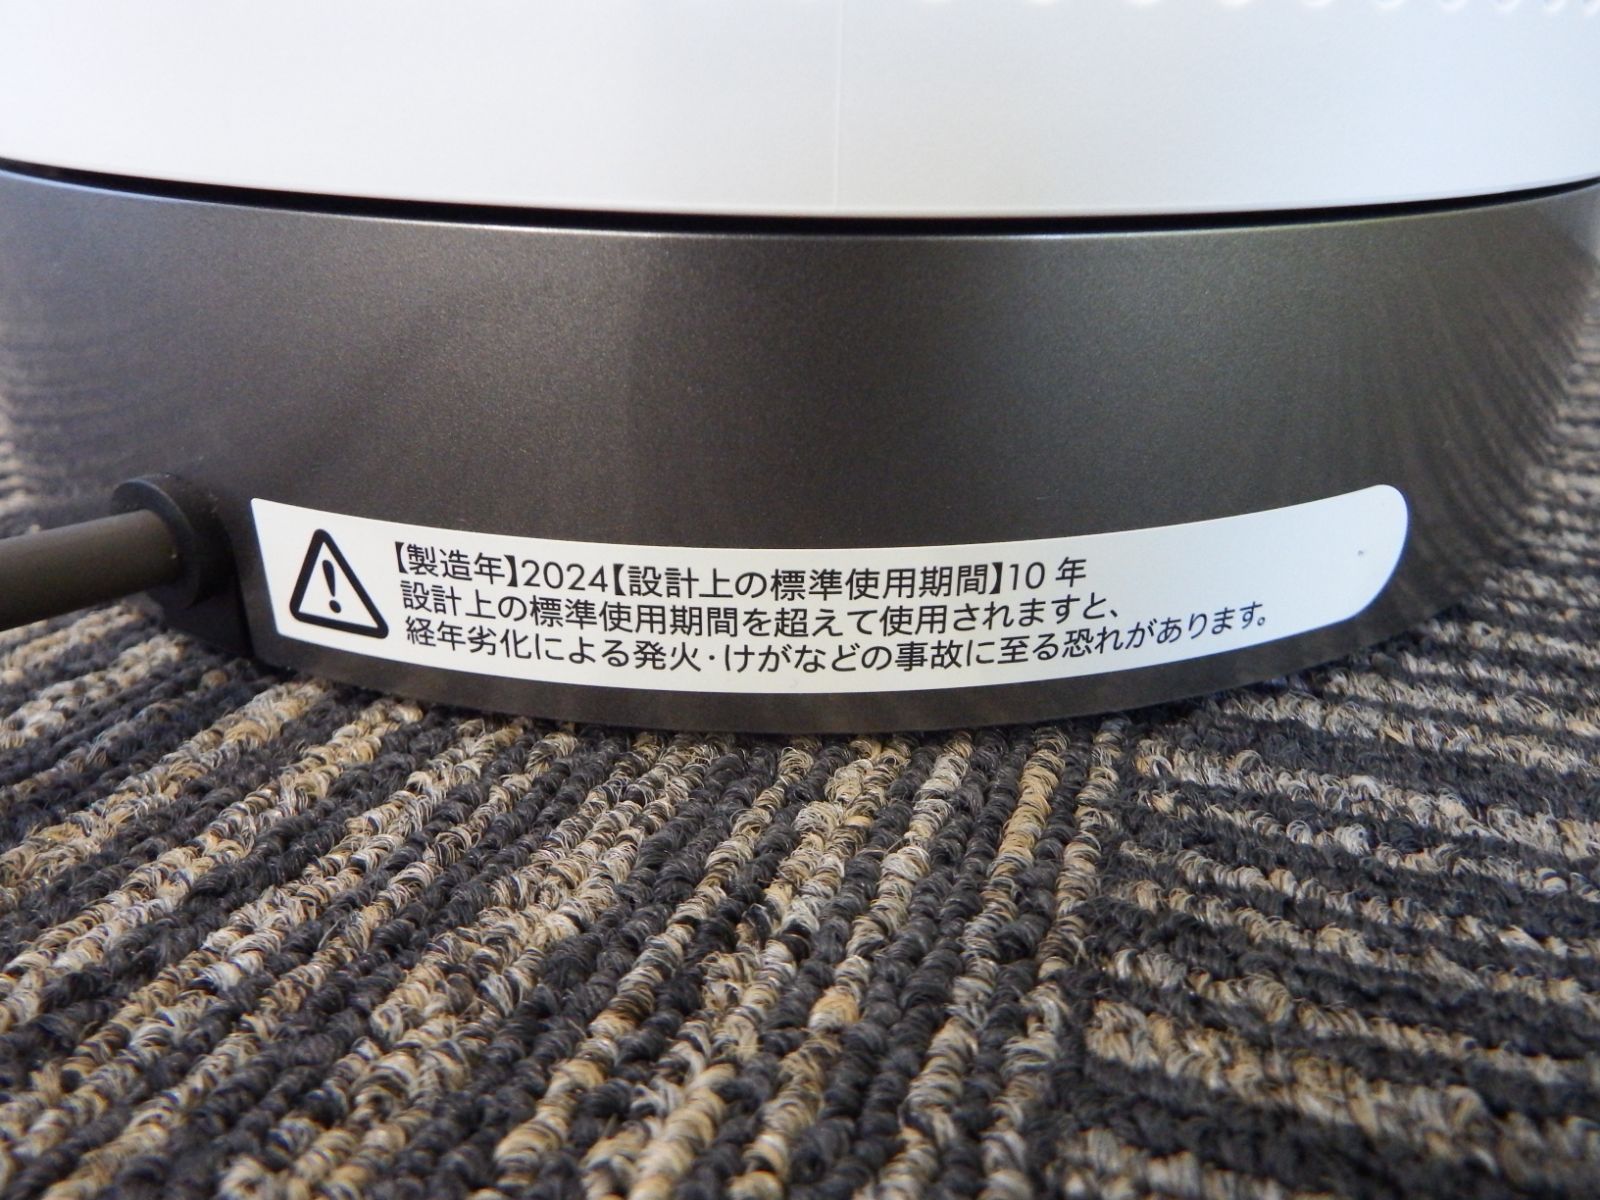 【製造年】2024【設計上の標準使用期間】10 年
設計上の標準使用期間を超えて使用されますと、
経年劣化による発火・けがなどの事故に至る恐れがあります。